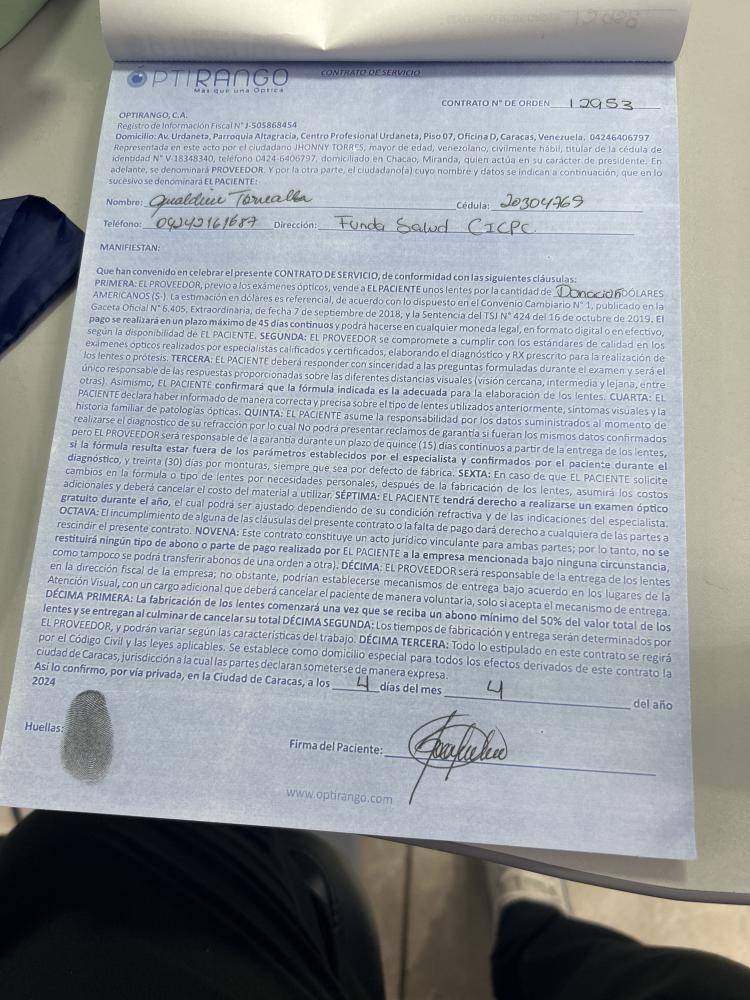 ÓPTIRANGO
Más que una Óptica
CONTRATO DE SERVICIO
CONTRATO N° DE ORDEN 12953
OPTIRANGO, C.A.
Registro de Información Fiscal N° J-505868454
Domicilio: Av. Urdaneta, Parroquia Altagracia, Centro Profesional Urdaneta, Piso 07, Oficina D, Caracas, Venezuela. 04246406797
Representada en este acto por el ciudadano JHONNY TORRES, mayor de edad, venezolano, civilmente hábil, titular de la cédula de
identidad N° V-18348340, teléfono 0424-6406797, domiciliado en Chacao, Miranda, quien actúa en su carácter de presidente. En
adelante, se denominará PROVEEDOR. Y por la otra parte, el ciudadano(a) cuyo nombre y datos se indican a continuación, que en lo
sucesivo se denominará EL PACIENTE:
Nombre: Torrealba Cédula: 20304769
Teléfono: 04242161687 Dirección: Funda Salud CICPC.
MANIFIESTAN:
Que han convenido en celebrar el presente CONTRATO DE SERVICIO, de conformidad con las siguientes cláusulas:
PRIMERA: EL PROVEEDOR, previo a los exámenes ópticos, vende a EL PACIENTE unos lentes por la cantidad de Donación DÓLARES
AMERICANOS ($-). La estimación en dólares es referencial, de acuerdo con lo dispuesto en el Convenio Cambiario N° 1, publicado en la
Gaceta Oficial N° 6.405, Extraordinaria, de fecha 7 de septiembre de 2018, y la Sentencia del TSJ N° 424 del 16 de octubre de 2019. El
pago se realizará en un plazo máximo de 45 días continuos y podrá hacerse en cualquier moneda legal, en formato digital o en efectivo,
según la disponibilidad de EL PACIENTE. SEGUNDA: EL PROVEEDOR se compromete a cumplir con los estándares de calidad en los
exámenes ópticos realizados por especialistas calificados y certificados, elaborando el diagnóstico y RX prescrito para la realización de
los lentes o prótesis. TERCERA: EL PACIENTE deberá responder con sinceridad a las preguntas formuladas durante el examen y será el
único responsable de las respuestas proporcionadas sobre las diferentes distancias visuales (visión cercana, intermedia y lejana, entre
otras). Asimismo, EL PACIENTE confirmará que la fórmula indicada es la adecuada para la elaboración de los lentes. CUARTA: EL
PACIENTE declara haber informado de manera correcta y precisa sobre el tipo de lentes utilizados anteriormente, síntomas visuales y la
historia familiar de patologías ópticas. QUINTA: EL PACIENTE asume la responsabilidad por los datos suministrados al momento de
realizarse el diagnostico de su refracción por lo cual No podrá presentar reclamos de garantía si fueran los mismos datos confirmados
pero EL PROVEEDOR será responsable de la garantía durante un plazo de quince (15) días continuos a partir de la entrega de los lentes,
si la fórmula resulta estar fuera de los parámetros establecidos por el especialista y confirmados por el paciente durante el
diagnóstico, y treinta (30) días por monturas, siempre que sea por defecto de fábrica. SEXTA: En caso de que EL PACIENTE solicite
cambios en la fórmula o tipo de lentes por necesidades personales, después de la fabricación de los lentes, asumirá los costos
adicionales y deberá cancelar el costo del material a utilizar. SÉPTIMA: EL PACIENTE tendrá derecho a realizarse un examen óptico
gratuito durante el año, el cual podrá ser ajustado dependiendo de su condición refractiva y de las indicaciones del especialista.
OCTAVA: El incumplimiento de alguna de las cláusulas del presente contrato o la falta de pago dará derecho a cualquiera de las partes a
rescindir el presente contrato. NOVENA: Este contrato constituye un acto jurídico vinculante para ambas partes; por lo tanto, no se
restituirá ningún tipo de abono o parte de pago realizado por EL PACIENTE a la empresa mencionada bajo ninguna circunstancia,
como tampoco se podrá transferir abonos de una orden a otra). DÉCIMA: EL PROVEEDOR será responsable de la entrega de los lentes
en la dirección fiscal de la empresa; no obstante, podrían establecerse mecanismos de entrega bajo acuerdo en los lugares de la
Atención Visual, con un cargo adicional que deberá cancelar el paciente de manera voluntaria, solo si acepta el mecanismo de entrega.
DÉCIMA PRIMERA: La fabricación de los lentes comenzará una vez que se reciba un abono mínimo del 50% del valor total de los
lentes y se entregan al culminar de cancelar su total DÉCIMA SEGUNDA: Los tiempos de fabricación y entrega serán determinados por
EL PROVEEDOR, y podrán variar según las características del trabajo. DÉCIMA TERCERA: Todo lo estipulado en este contrato se regirá
por el Código Civil y las leyes aplicables. Se establece como domicilio especial para todos los efectos derivados de este contrato la
ciudad de Caracas, jurisdicción a la cual las partes declaran someterse de manera expresa.
Así lo confirmo, por vía privada, en la Ciudad de Caracas, a los 4 días del mes 4 del año
2024
Huellas:
Firma del Paciente:
www.optirango.com